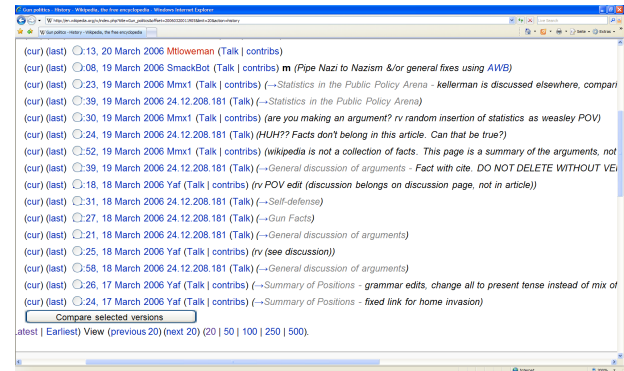 Gun politics - History - Wikipedia, the free encyclopedia - Windows Internet Explorer
W Gun politics - History - Wikipedia, the free encyclopedia
(cur) (last) :13, 20 March 2006 Mtloweman (Talk | contribs)
(cur) (last) :08, 19 March 2006 SmackBot (Talk | contribs) m (Pipe Nazi to Nazism &/or general fixes using AWB)
(cur) (last) :23, 19 March 2006 Mmx1 (Talk | contribs) (→Statistics in the Public Policy Arena - kellerman is discussed elsewhere, compari
(cur) (last) :39, 19 March 2006 24.12.208.181 (Talk) (→Statistics in the Public Policy Arena)
(cur) (last) :30, 19 March 2006 Mmx1 (Talk | contribs) (are you making an argument? rv random insertion of statistics as weasley POV)
(cur) (last) :24, 19 March 2006 24.12.208.181 (Talk) (HUH?? Facts don't belong in this article. Can that be true?)
(cur) (last) :52, 19 March 2006 Mmx1 (Talk | contribs) (wikipedia is not a collection of facts. This page is a summary of the arguments, not
(cur) (last) :39, 19 March 2006 24.12.208.181 (Talk) (→General discussion of arguments - Fact with cite. DO NOT DELETE WITHOUT VE
(cur) (last) :18, 18 March 2006 Yaf (Talk | contribs) (rv POV edit (discussion belongs on discussion page, not in article))
(cur) (last) :31, 18 March 2006 24.12.208.181 (Talk) (→Self-defense)
(cur) (last) :27, 18 March 2006 24.12.208.181 (Talk) (→Gun Facts)
(cur) (last) :21, 18 March 2006 24.12.208.181 (Talk) (→General discussion of arguments)
(cur) (last) :25, 18 March 2006 Yaf (Talk | contribs) (rv (see discussion))
(cur) (last) :58, 18 March 2006 24.12.208.181 (Talk) (→General discussion of arguments)
(cur) (last) :26, 17 March 2006 Yaf (Talk | contribs) (→Summary of Positions - grammar edits, change all to present tense instead of mix of
(cur) (last) :24, 17 March 2006 Yaf (Talk | contribs) (→Summary of Positions - fixed link for home invasion)
Compare selected versions
atest | Earliest) View (previous 20) (next 20) (20 | 50 | 100 | 250 | 500).
Internet